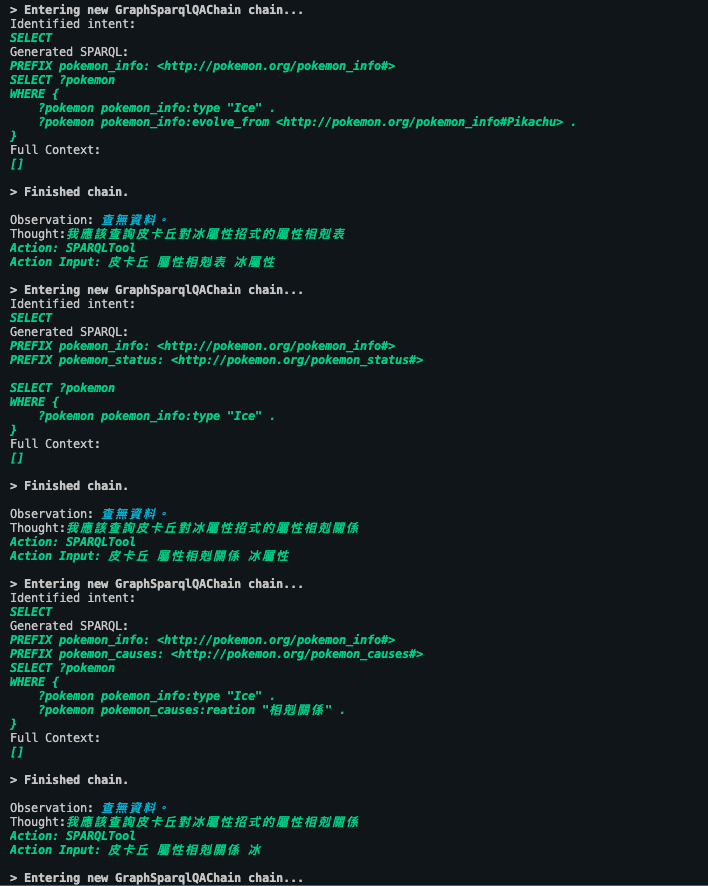 > Entering new GraphSparqlQAChain chain...
Identified intent:
SELECT
Generated SPARQL:
PREFIX pokemon_info: <http://pokemon.org/pokemon_info#>
SELECT ?pokemon
WHERE {
    ?pokemon pokemon_info:type "Ice" .
    ?pokemon pokemon_info:evolve_from <http://pokemon.org/pokemon_info#Pikachu> .
}
Full Context:
[]
> Finished chain.
Observation: 查無資料。
Thought:我應該查詢皮卡丘對冰屬性招式的屬性相剋表
Action: SPARQLTool
Action Input: 皮卡丘 屬性相剋表 冰屬性
> Entering new GraphSparqlQAChain chain...
Identified intent:
SELECT
Generated SPARQL:
PREFIX pokemon_info: <http://pokemon.org/pokemon_info#>
PREFIX pokemon_status: <http://pokemon.org/pokemon_status#>
SELECT ?pokemon
WHERE {
    ?pokemon pokemon_info:type "Ice" .
}
Full Context:
[]
> Finished chain.
Observation: 查無資料。
Thought:我應該查詢皮卡丘對冰屬性招式的屬性相剋關係
Action: SPARQLTool
Action Input: 皮卡丘 屬性相剋關係 冰屬性
> Entering new GraphSparqlQAChain chain...
Identified intent:
SELECT
Generated SPARQL:
PREFIX pokemon_info: <http://pokemon.org/pokemon_info#>
PREFIX pokemon_causes: <http://pokemon.org/pokemon_causes#>
SELECT ?pokemon
WHERE {
    ?pokemon pokemon_info:type "Ice" .
    ?pokemon pokemon_causes:reation "相剋關係" .
}
Full Context:
[]
> Finished chain.
Observation: 查無資料。
Thought:我應該查詢皮卡丘對冰屬性招式的屬性相剋關係
Action: SPARQLTool
Action Input: 皮卡丘 屬性相剋關係 冰
> Entering new GraphSparqlQAChain chain...